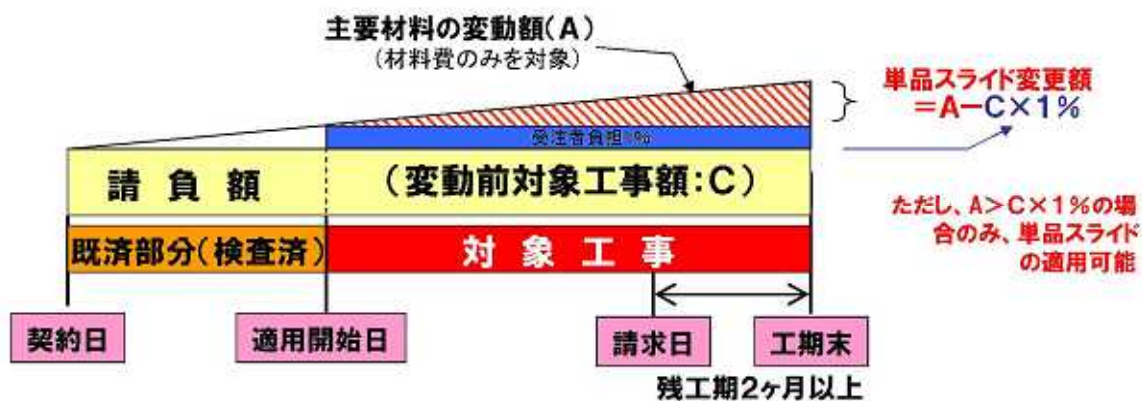 主要材料の変動額(A)
(材料費のみを対象)
単品スライド変更額
=A-C×1%
受注者負担1%
請負額
(変動前対象工事額:C)
ただし、A>C×1%の場
合のみ、単品スライド
の適用可能
既済部分(検査済)
対象工事
契約日
適用開始日
請求日
工期末
残工期2ヶ月以上